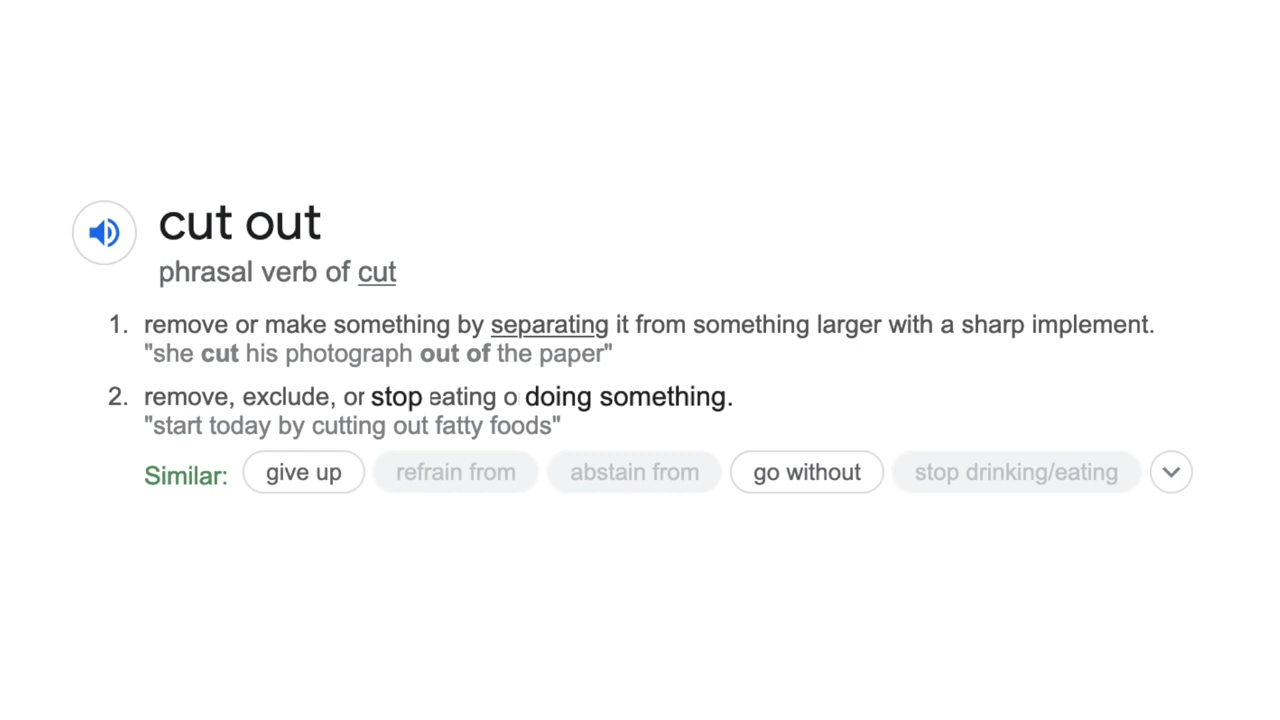 cut out
phrasal verb of cut
1. remove or make something by separating it from something larger with a sharp implement.
"she cut his photograph out of the paper"
2. remove, exclude, or stop eating o doing something.
"start today by cutting out fatty foods"
Similar: give up refrain from abstain from go without stop drinking/eating